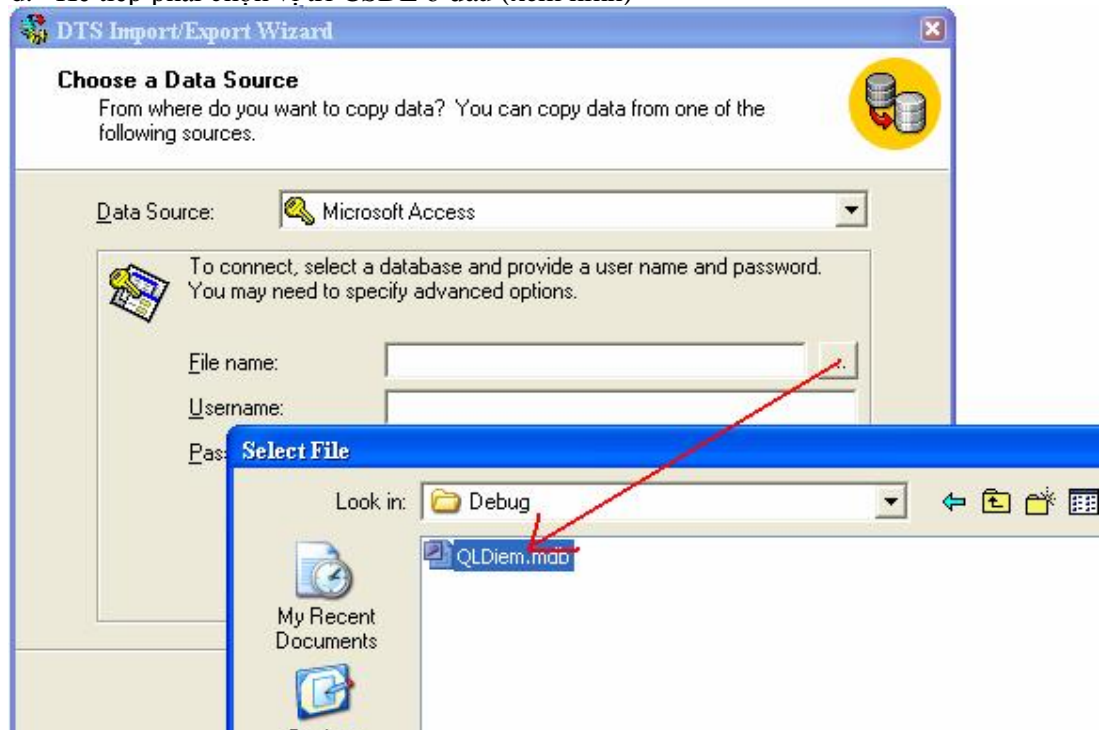 DTS Import/Export Wizard
Choose a Data Source
From where do you want to copy data? You can copy data from one of the
following sources.
Data Source:
Microsoft Access
To connect, select a database and provide a user name and password.
You may need to specify advanced options.
File name:
Username:
Pas
Select File
Look in:
Debug
QLDiem.mdb
My Recent
Documents